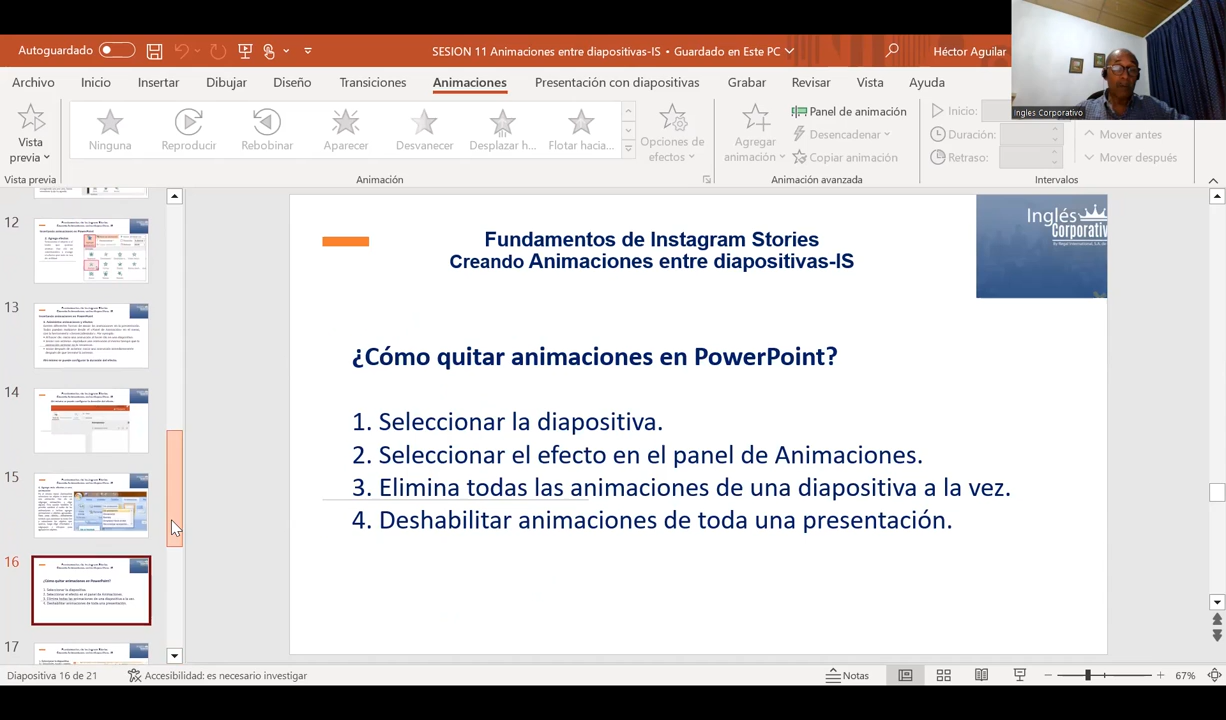 Autoguardado
SESION 11 Animaciones entre diapositivas-IS • Guardado en Este PC
Héctor Aguilar
Inglés Corporativo
Archivo Inicio Insertar Dibujar Diseño Transiciones Animaciones Presentación con diapositivas Grabar Revisar Vista Ayuda
Vista previa
Ninguna Reproducir Rebobinar Aparecer Desvanecer Desplazar h... Flotar hacia...
Opciones de efectos
Agregar animación
Panel de animación
Desencadenar
Copiar animación
Inicio:
Duración:
Retraso:
Mover antes
Mover después
Vista previa Animación Animación avanzada Intervalos
12
13
14
15
16
17
Inglés
Corporativ
Fundamentos de Instagram Stories
Creando Animaciones entre diapositivas-IS
¿Cómo quitar animaciones en PowerPoint?
1. Seleccionar la diapositiva.
2. Seleccionar el efecto en el panel de Animaciones.
3. Elimina todas las animaciones de una diapositiva a la vez.
4. Deshabilitar animaciones de toda una presentación.
Diapositiva 16 de 21 Accesibilidad: es necesario investigar Notas 67%